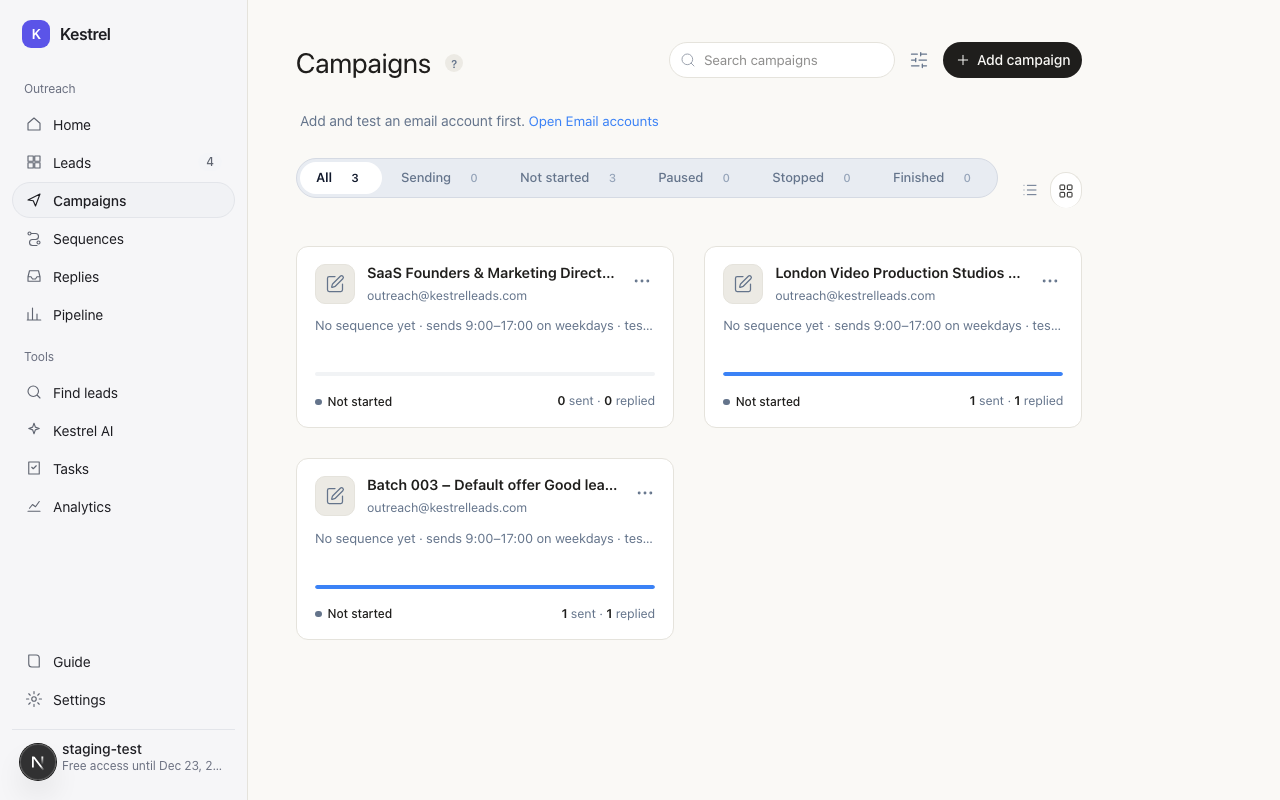 K Kestrel
Outreach
Home
Leads 4
Campaigns
Sequences
Replies
Pipeline
Tools
Find leads
Kestrel AI
Tasks
Analytics
Guide
Settings
N staging-test
Free access until Dec 23, 2...
Campaigns ?
Search campaigns
+ Add campaign
Add and test an email account first. Open Email accounts
All 3 Sending 0 Not started 3 Paused 0 Stopped 0 Finished 0
SaaS Founders & Marketing Direct...
outreach@kestrelleads.com
No sequence yet · sends 9:00–17:00 on weekdays · tes...
Not started 0 sent · 0 replied
London Video Production Studios ...
outreach@kestrelleads.com
No sequence yet · sends 9:00–17:00 on weekdays · tes...
Not started 1 sent · 1 replied
Batch 003 – Default offer Good lea...
outreach@kestrelleads.com
No sequence yet · sends 9:00–17:00 on weekdays · tes...
Not started 1 sent · 1 replied